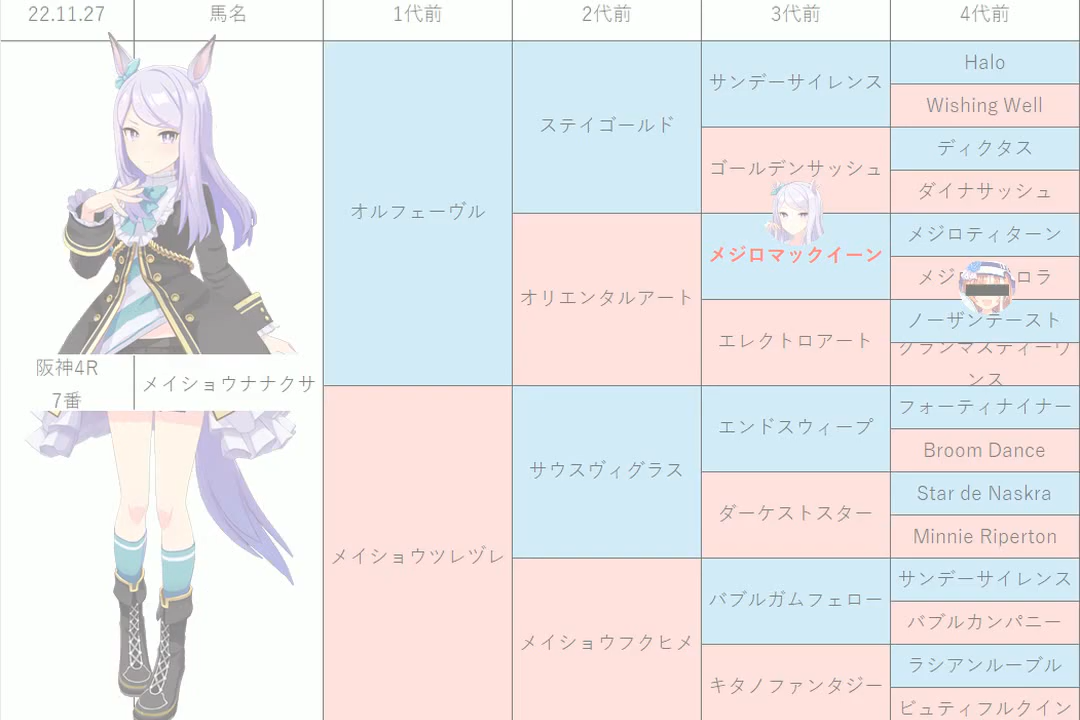 22.11.27 馬名 1代前 2代前 3代前 4代前
阪神4R
7番
メイショウナナクサ
オルフェーヴル
メイショウツレヅレ
ステイゴールド
オリエンタルアート
サウスヴィグラス
メイショウフクヒメ
サンデーサイレンス
ゴールデンサッシュ
メジロマックイーン
エレクトロアート
エンドスウィープ
ダーケストスター
バブルガムフェロー
キタノファンタジー
Halo
Wishing Well
ディクタス
ダイナサッシュ
メジロティターン
メジ ロラ
ノーザンテースト
グランマスティーヴ
ンス
フォーティナイナー
Broom Dance
Star de Naskra
Minnie Riperton
サンデーサイレンス
バブルカンパニー
ラシアンルーブル
ビュティフルクイン